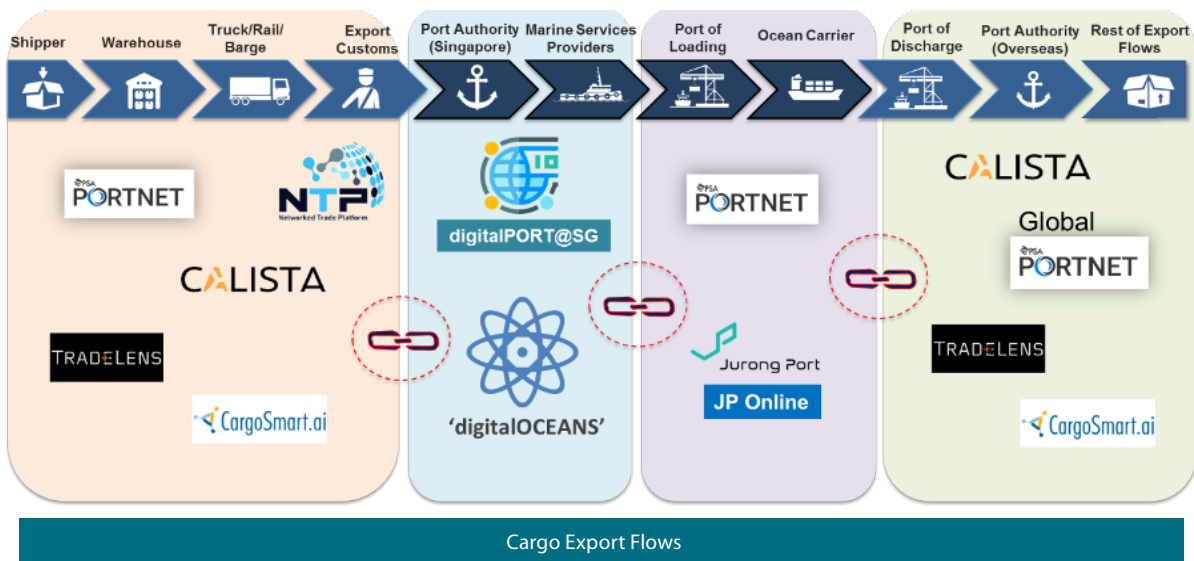 Shipper
Warehouse
Truck/Rail/
Barge
Export
Customs
Port Authority
(Singapore)
Marine Services
Providers
Port of
Loading
Ocean Carrier
Port of
Discharge
Port Authority
(Overseas)
Rest of Export
Flows
PSA
PORTNET
NTP
Networked Trade Platform
CALISTA
TRADELENS
CargoSmart.ai
10
digitalPORT@SG
'digitalOCEANS'
PSA
PORTNET
Jurong Port
JP Online
CALISTA
Global
PSA
PORTNET
TRADELENS
CargoSmart.ai
Cargo Export Flows